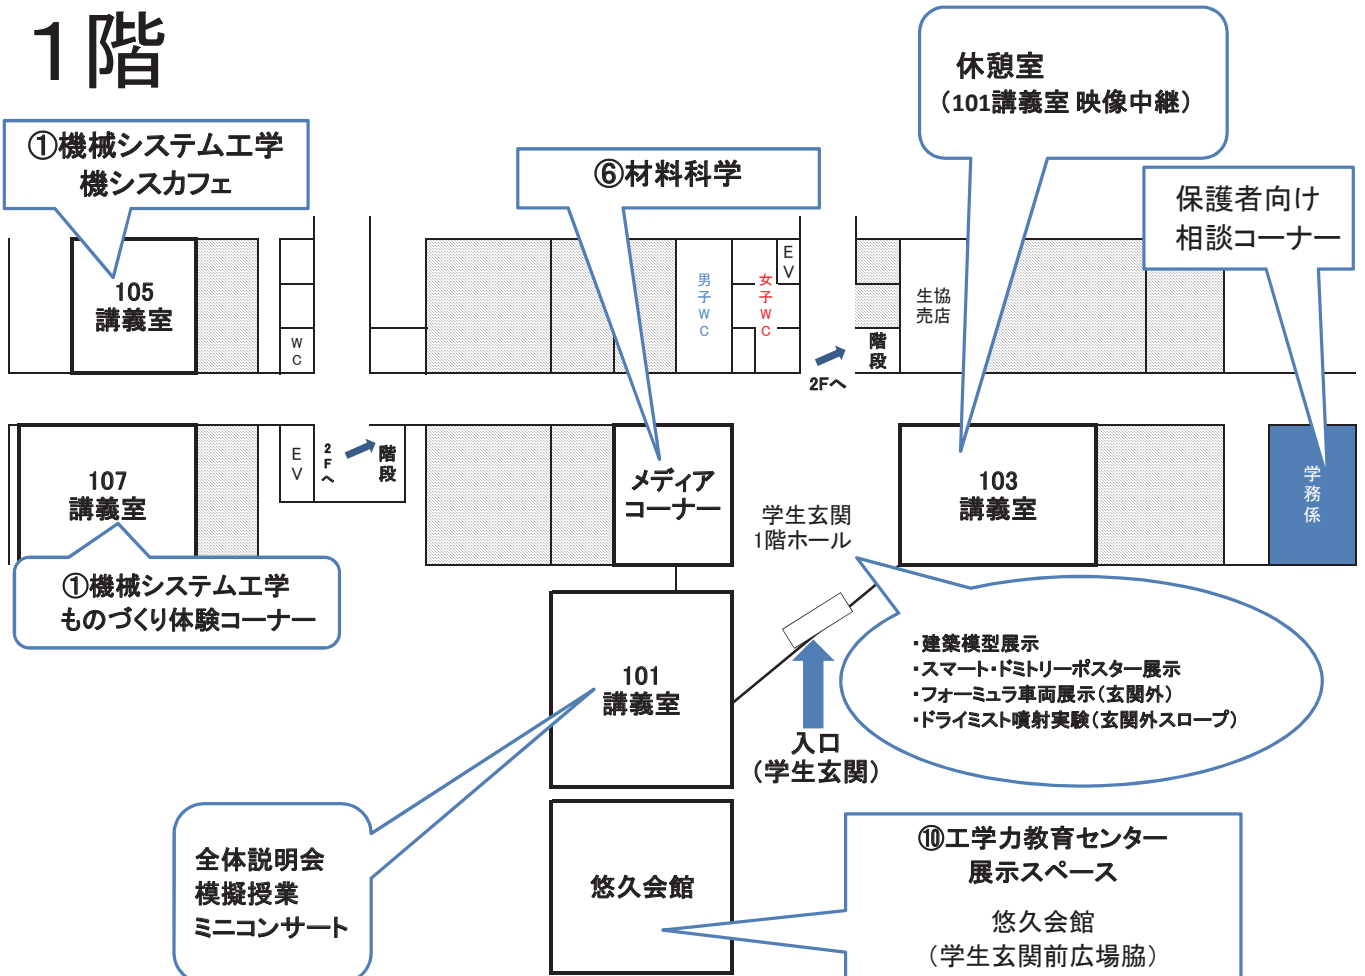 1階
休憩室
（101講義室 映像中継）
①機械システム工学
機シスカフェ
⑥材料科学
保護者向け
相談コーナー
105
講義室
WC
男子WC
女子WC
EV
生協
売店
階段
2Fへ
107
講義室
EV
2Fへ
階段
メディア
コーナー
学生玄関
1階ホール
103
講義室
学務係
①機械システム工学
ものづくり体験コーナー
101
講義室
入口
（学生玄関）
・建築模型展示
・スマート・ドミトリーポスター展示
・フォーミュラ車両展示（玄関外）
・ドライミスト噴射実験（玄関外スロープ）
全体説明会
模擬授業
ミニコンサート
悠久会館
⑩工学力教育センター
展示スペース
悠久会館
（学生玄関前広場脇）